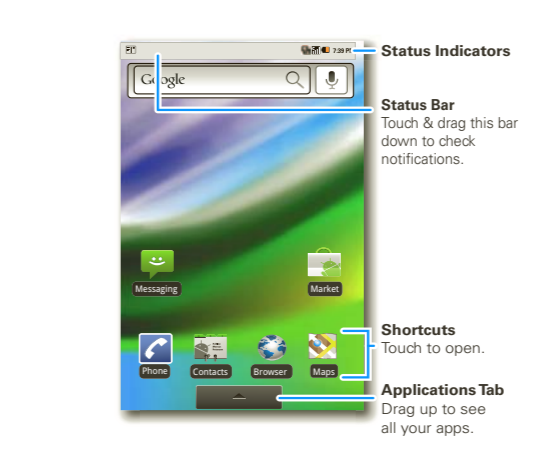 7:39 PM
Google
Status Indicators
Status Bar
Touch & drag this bar
down to check
notifications.
Messaging
Market
Shortcuts
Touch to open.
Phone
Contacts
Browser
Maps
Applications Tab
Drag up to see
all your apps.